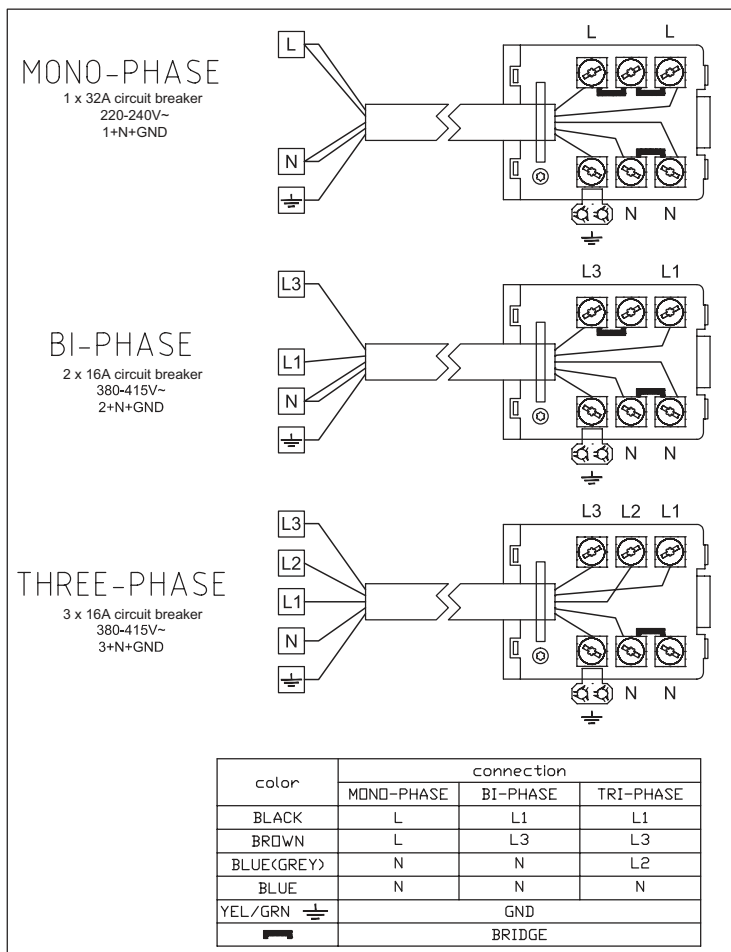 L L L
MONO-PHASE
1 x 32A circuit breaker
220-240V~
1+N+GND
N
N N
L3 L3 L1
BI-PHASE
2 x 16A circuit breaker
380-415V~
2+N+GND
L1
N
N N
L3 L3 L2 L1
L2
THREE-PHASE
3 x 16A circuit breaker
380-415V~
3+N+GND
L1
N
N N
color connection
MONO-PHASE BI-PHASE TRI-PHASE
BLACK L L1 L1
BROWN L L3 L3
BLUE(GREY) N N L2
BLUE N N N
YEL/GRN GND
BRIDGE